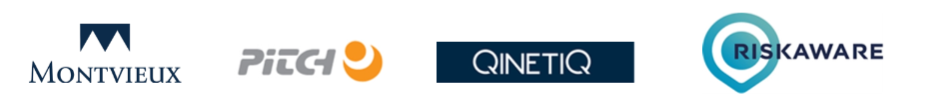 MONTVIEUX
PITCH
QINETIQ
RISKAWARE